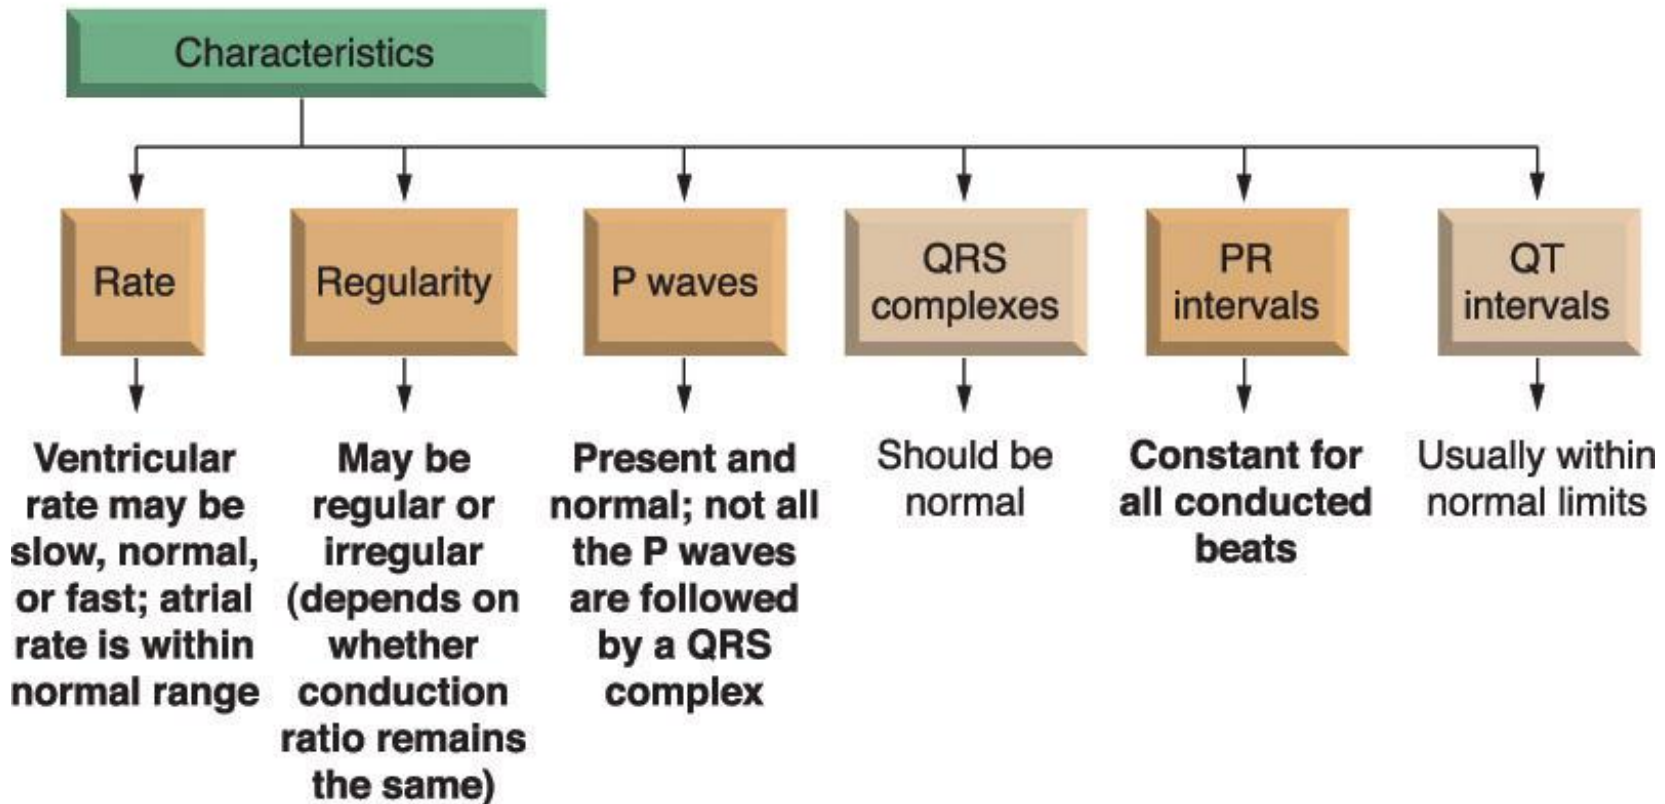 Characteristics
Rate
Regularity
P waves
QRS
complexes
PR
intervals
QT
intervals
Ventricular
rate may be
slow, normal,
or fast; atrial
rate is within
normal range
May be
regular or
irregular
(depends on
whether
conduction
ratio remains
the same)
Present and
normal; not all
the P waves
are followed
by a QRS
complex
Should be
normal
Constant for
all conducted
beats
Usually within
normal limits